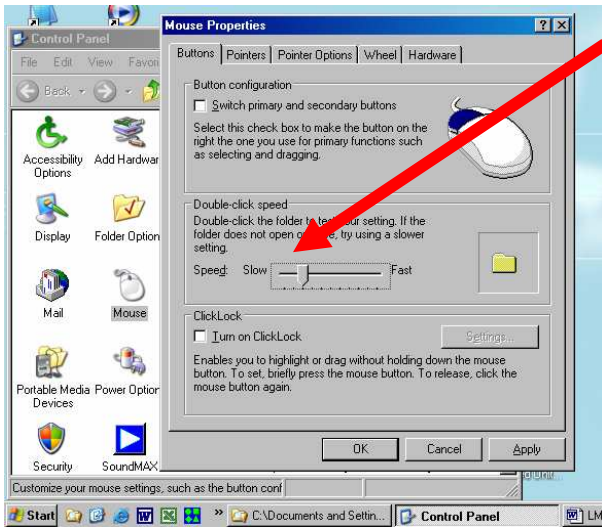 Control Panel
File Edit View Favori
Back
Accessibility Options
Add Hardwar
Display
Folder Option
Mail
Mouse
Portable Media Devices
Power Option
Security
SoundMAX
Customize your mouse settings, such as the button conf
Mouse Properties
Buttons Pointers Pointer Options Wheel Hardware
Button configuration
Switch primary and secondary buttons
Select this check box to make the button on the
right the one you use for primary functions such
as selecting and dragging.
Double-click speed
Double-click the folder to test your setting. If the
folder does not open or try using a slower
setting.
Speed: Slow Fast
ClickLock
Turn on ClickLock
Settings...
Enables you to highlight or drag without holding down the mouse
button. To set, briefly press the mouse button. To release, click the
mouse button again.
OK Cancel Apply
Start » C:\Documents and Settin... Control Panel LM